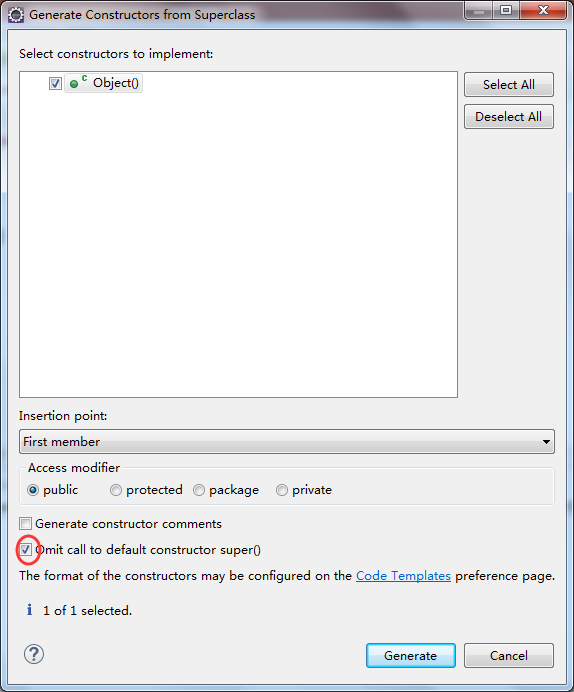 Generate Constructors from Superclass
Select constructors to implement:
C Object()
Select All
Deselect All
Insertion point:
First member
Access modifier
public protected package private
Generate constructor comments
Omit call to default constructor super()
The format of the constructors may be configured on the Code Templates preference page.
i 1 of 1 selected.
? Generate Cancel